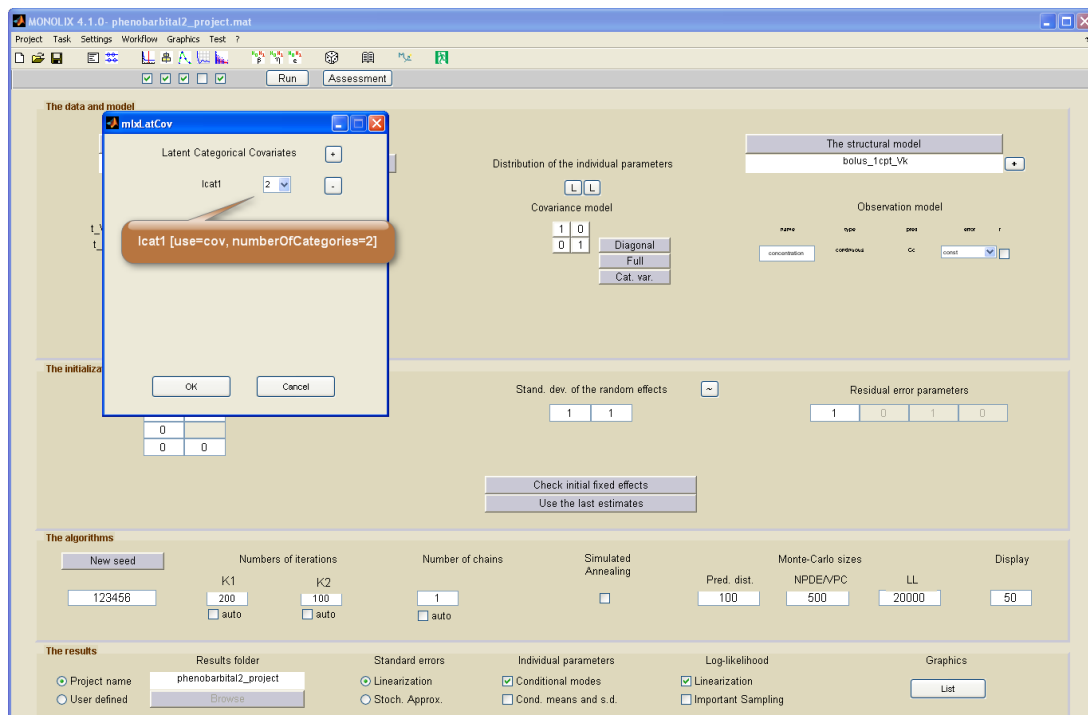 MONOLIX 4.1.0- phenobarbital2_project.mat
Project Task Settings Workflow Graphics Test ?
Run Assessment
The data and model
mlxd.atCov
Latent Categorical Covariates +
lcat1 2 -
lcat1 [use=cov, numberOfCategories=2]
OK Cancel
Distribution of the individual parameters
L L
Covariance model
1 0
0 1
Diagonal
Full
Cat. var.
The structural model
bolus_1cpt_Vk +
Observation model
name type pred error r
concentration continuous Cc const
The initializa
0
0 0
Stand. dev. of the random effects ~
1 1
Residual error parameters
1 0 1 0
Check initial fixed effects
Use the last estimates
The algorithms
New seed Numbers of iterations Number of chains Simulated Annealing Monte-Carlo sizes Display
K1 K2 Pred. dist. NPDE/VPC LL
123456 200 100 1 100 500 20000 50
auto auto auto
The results
Results folder Standard errors Individual parameters Log-likelihood Graphics
Project name phenobarbital2_project Linearization Conditional modes Linearization List
User defined Browse Stoch. Approx. Cond. means and s.d. Important Sampling